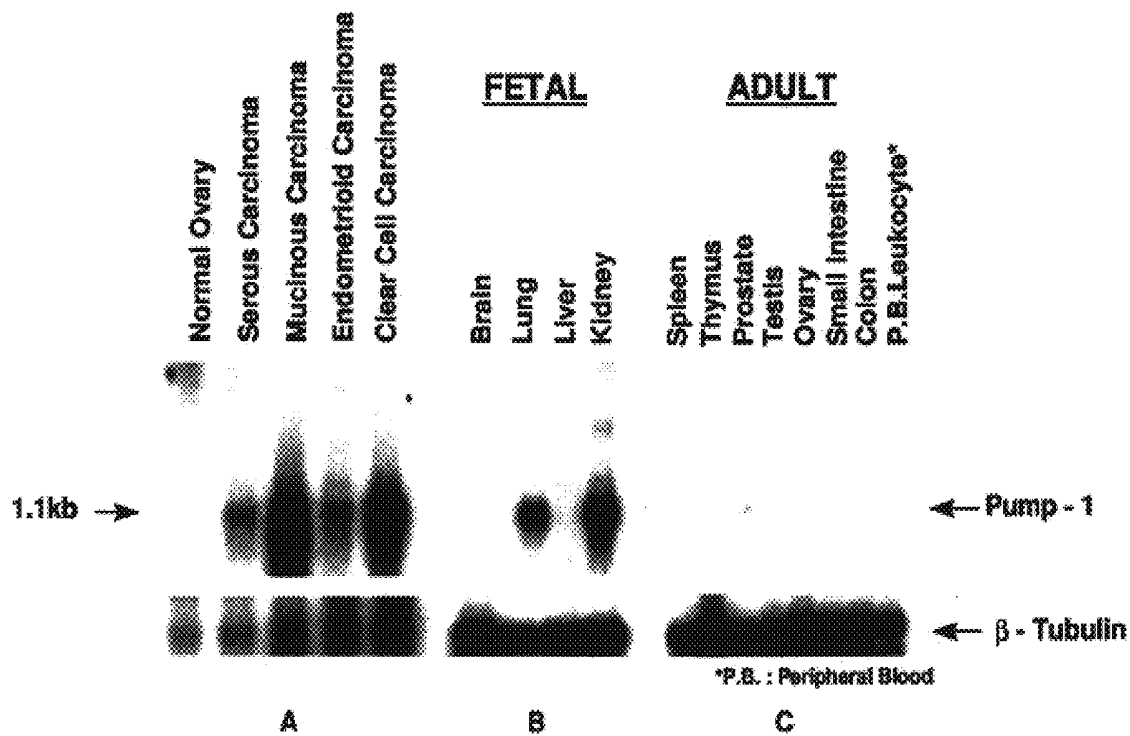 Normal Ovary
Serous Carcinoma
Mucinous Carcinoma
Endometrioid Carcinoma
Clear Cell Carcinoma
FETAL
Brain
Lung
Liver
Kidney
ADULT
Spleen
Thymus
Prostate
Testis
Ovary
Small Intestine
Colon
P.B.Leukocyte*
1.1kb
Pump - 1
β - Tubulin
*P.B. : Peripheral Blood
A
B
C